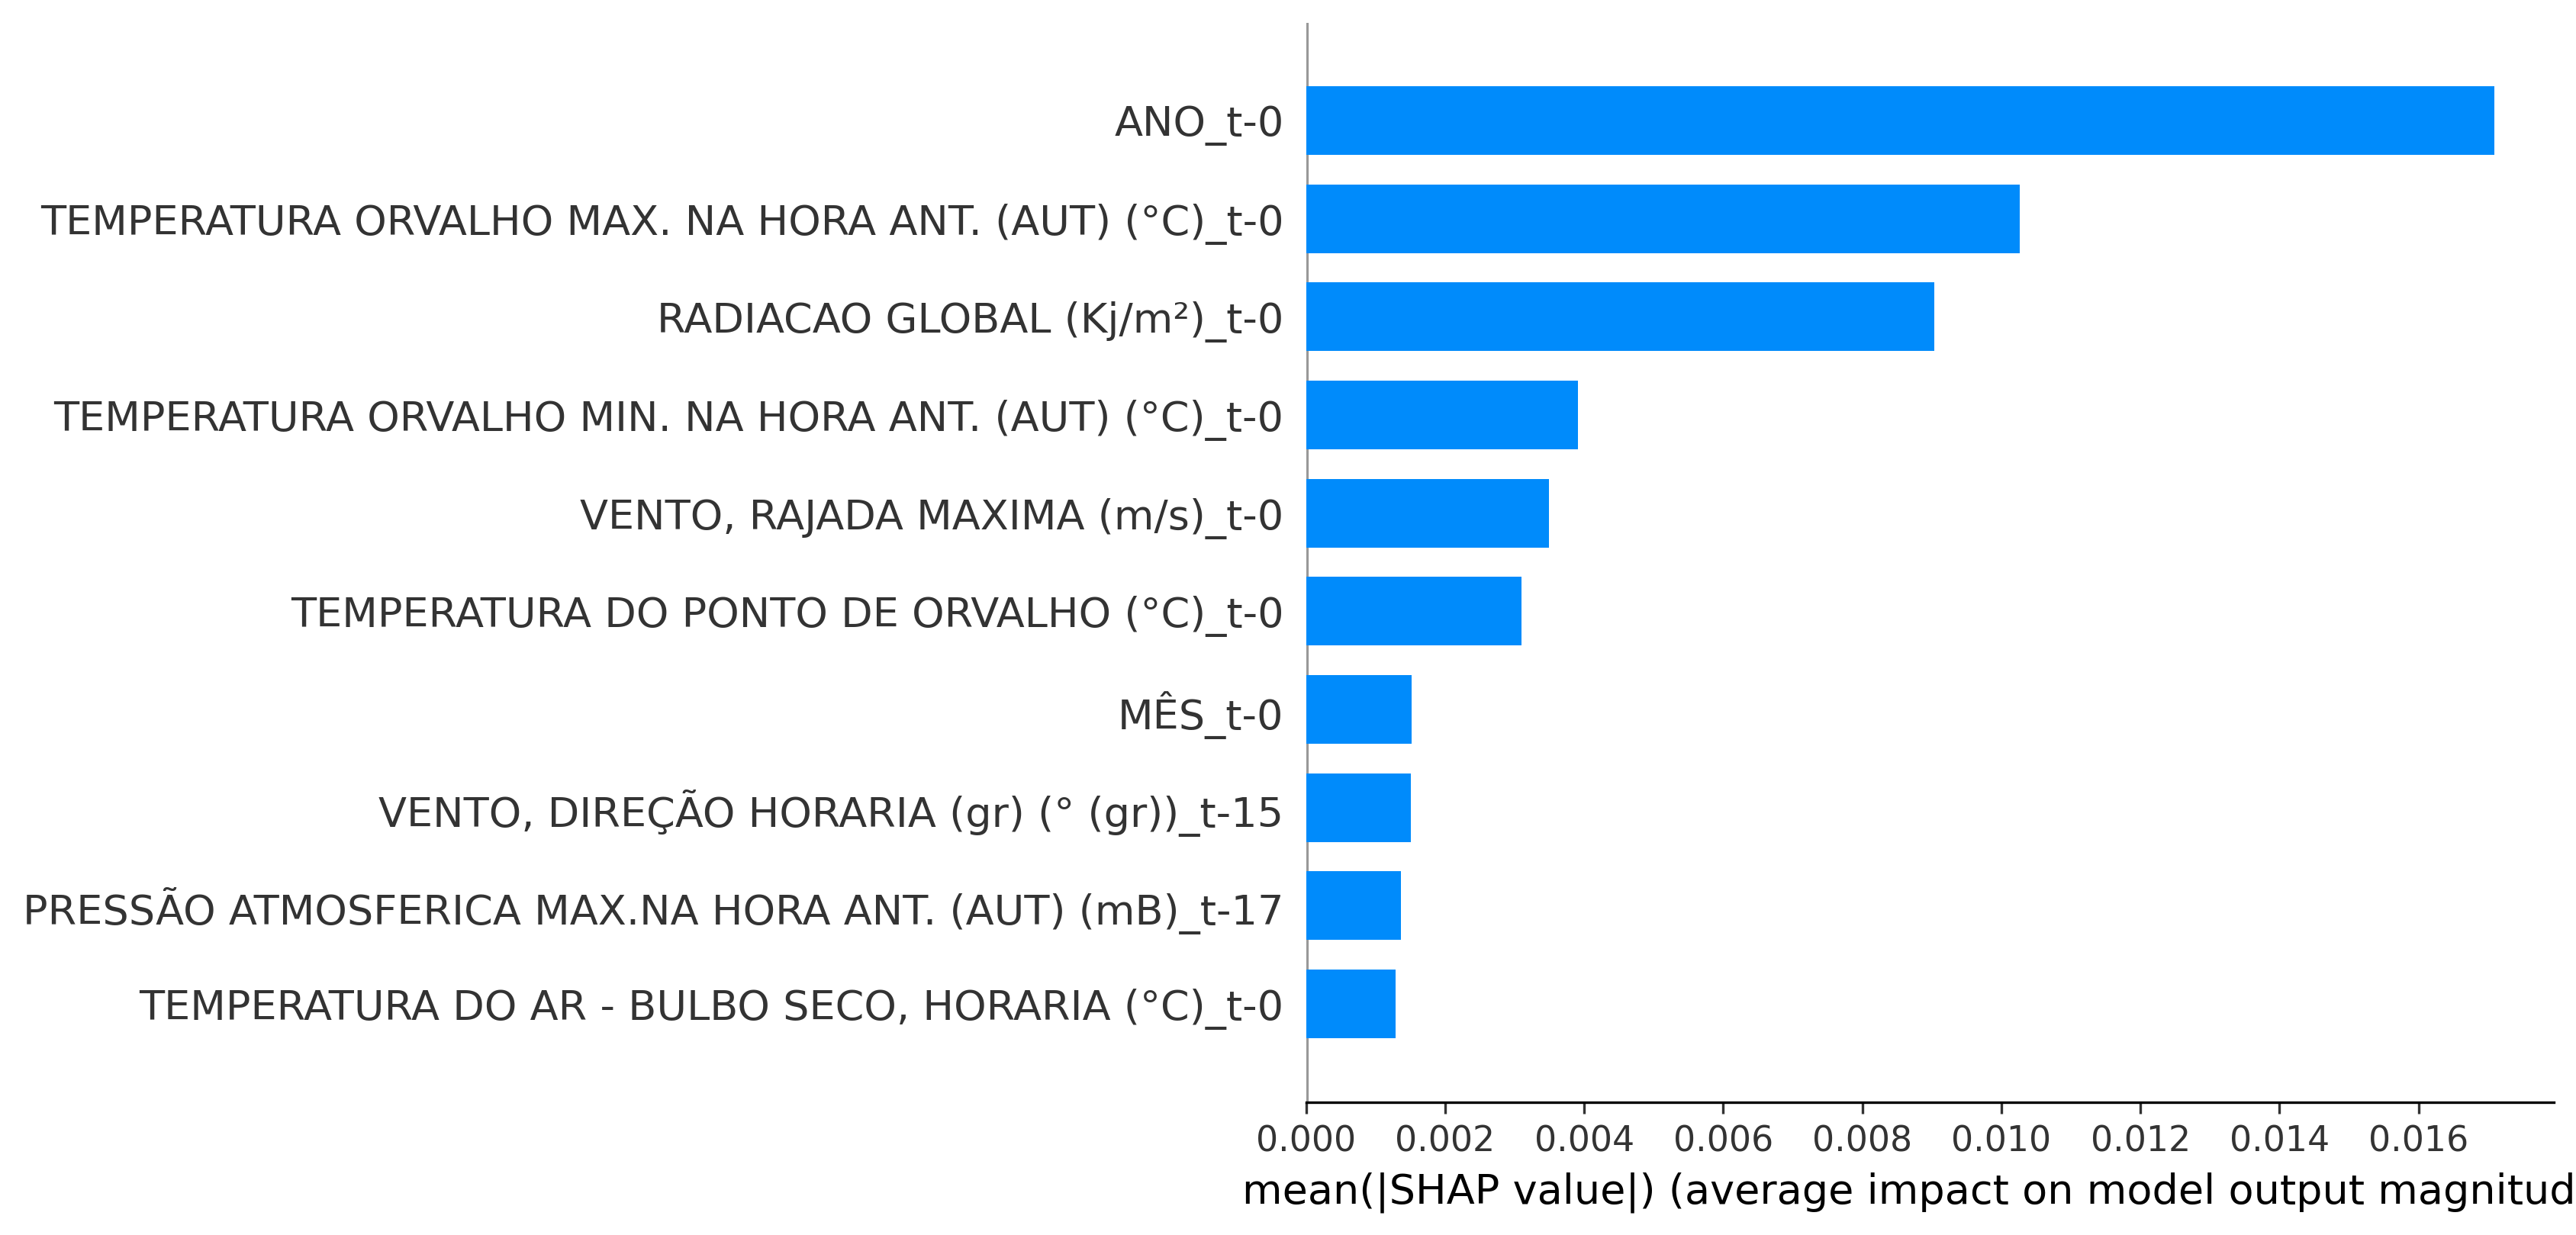 ANO_t-0
TEMPERATURA ORVALHO MAX. NA HORA ANT. (AUT) (°C)_t-0
RADIACAO GLOBAL (Kj/m²)_t-0
TEMPERATURA ORVALHO MIN. NA HORA ANT. (AUT) (°C)_t-0
VENTO, RAJADA MAXIMA (m/s)_t-0
TEMPERATURA DO PONTO DE ORVALHO (°C)_t-0
MÊS_t-0
VENTO, DIREÇÃO HORARIA (gr) (° (gr))_t-15
PRESSÃO ATMOSFERICA MAX.NA HORA ANT. (AUT) (mB)_t-17
TEMPERATURA DO AR - BULBO SECO, HORARIA (°C)_t-0
0.000 0.002 0.004 0.006 0.008 0.010 0.012 0.014 0.016
mean(|SHAP value|) (average impact on model output magnitud